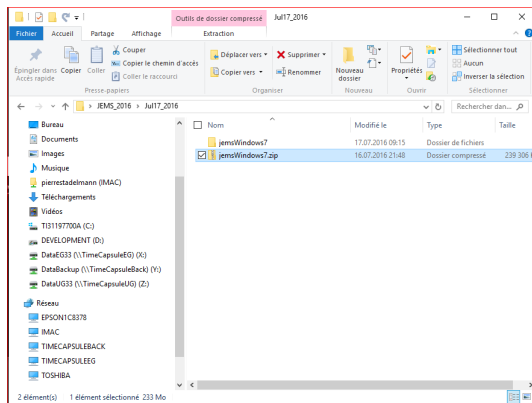 Outils de dossier compressé Jul17_2016
Fichier Accueil Partage Affichage Extraction
Épingler dans Accès rapide
Copier
Coller
Couper
Copier le chemin d'accès
Coller le raccourci
Presse-papiers
Déplacer vers
Copier vers
Supprimer
Renommer
Organiser
Nouveau dossier
Nouveau
Propriétés
Ouvrir
Sélectionner tout
Aucun
Inverser la sélection
Sélectionner
JEMS_2016 > Jul17_2016
Rechercher dan...
Nom Modifié le Type Taille
jemsWindows7 17.07.2016 09:15 Dossier de fichiers
jemsWindows7.zip 16.07.2016 21:48 Dossier compressé 239 306
Bureau
Documents
Images
Musique
pierrestadelmann (IMAC)
Téléchargements
Vidéos
TI31197700A (C:)
DEVELOPMENT (D:)
DataEG33 (\\TimeCapsuleEG) (X:)
DataBackup (\\TimeCapsuleBack) (Y:)
DataUG33 (\\TimeCapsuleUG) (Z:)
Réseau
EPSON1C8378
IMAC
TIMECAPSULEBACK
TIMECAPSULEEG
TOSHIBA
2 élément(s) 1 élément sélectionné 233 Mo